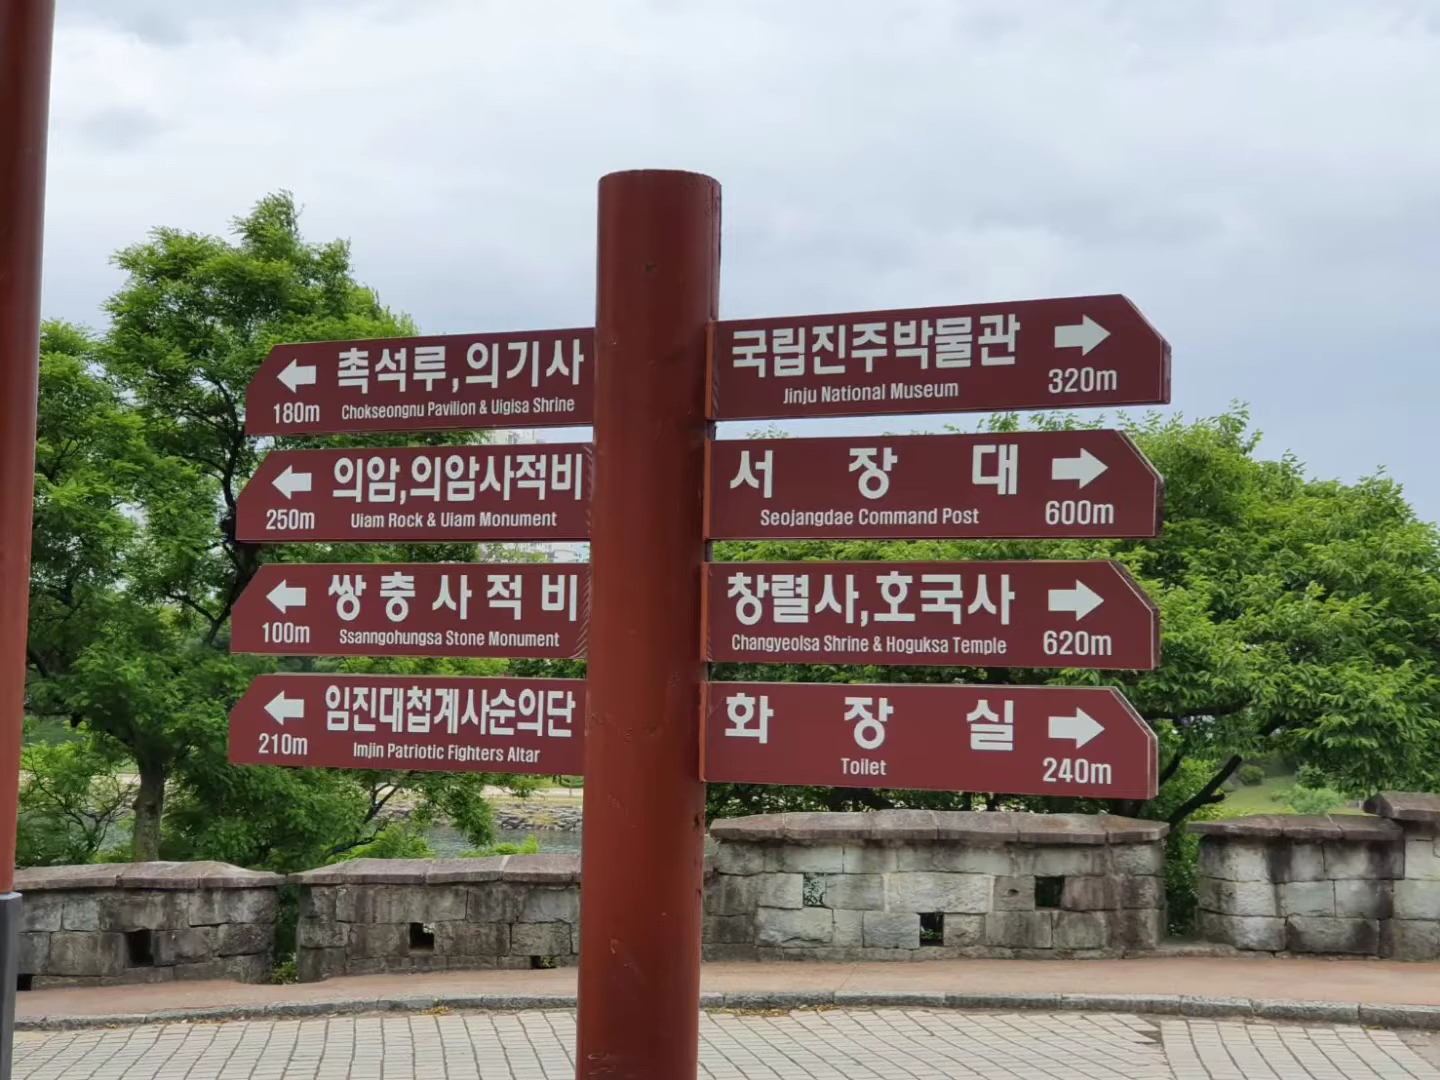 촉석루,의기사
180m Chokseongnu Pavilion & Uigisa Shrine
의암,의암사적비
250m Uiam Rock & Uiam Monument
쌍충사적비
100m Ssanngohungsa Stone Monument
임진대첩계사순의단
210m Imjin Patriotic Fighters Altar
국립진주박물관
Jinju National Museum 320m
서장대
Seojangdae Command Post 600m
창렬사,호국사
Changyeolsa Shrine & Hoguksa Temple 620m
화장실
Toilet 240m